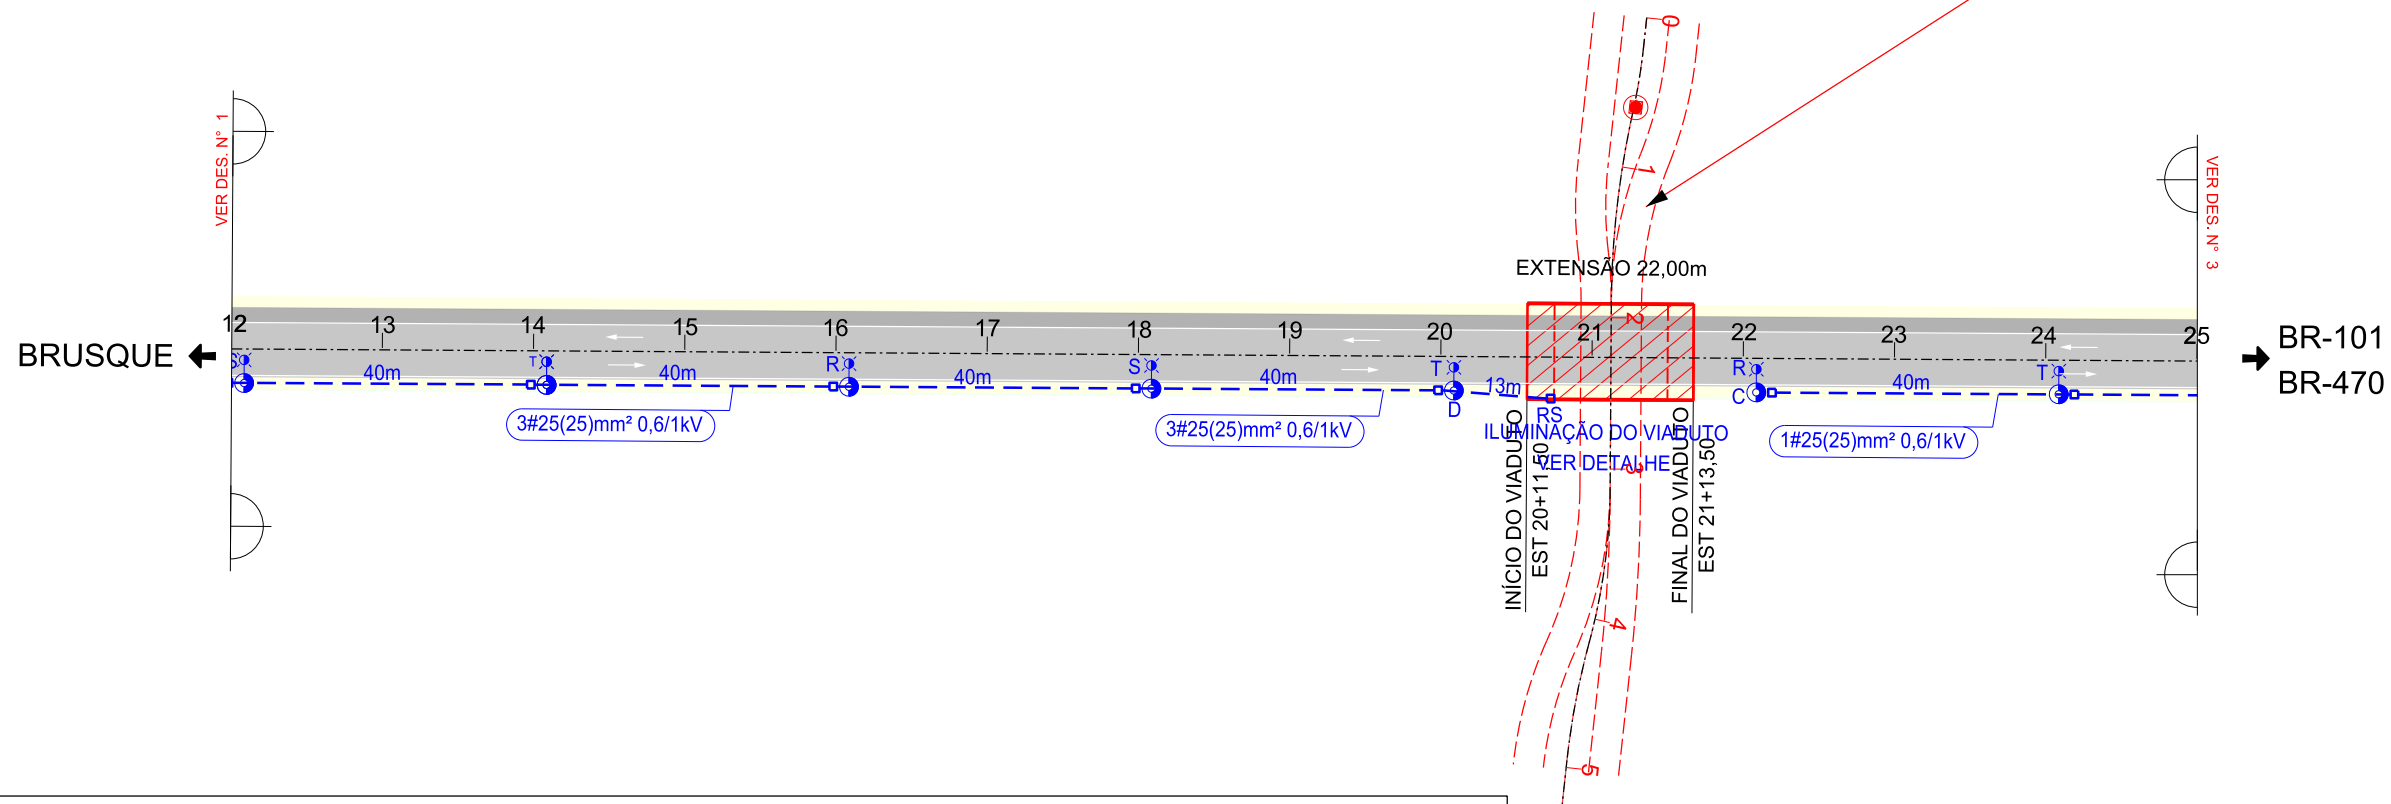 0
1
VER DES. N° 1
VER DES. N° 3
EXTENSÃO 22,00m
12 13 14 15 16 17 18 19 20 21 22 23 24 25
2
BRUSQUE
BR-101
BR-470
S T R S T R T
40m 40m 40m 40m 13m 40m
D
C
RS
3#25(25)mm² 0,6/1kV
3#25(25)mm² 0,6/1kV
1#25(25)mm² 0,6/1kV
ILUMINAÇÃO DO VIADUTO
VER DETALHE
3
INÍCIO DO VIADUTO
EST 20+11,50
FINAL DO VIADUTO
EST 21+13,50
4
5